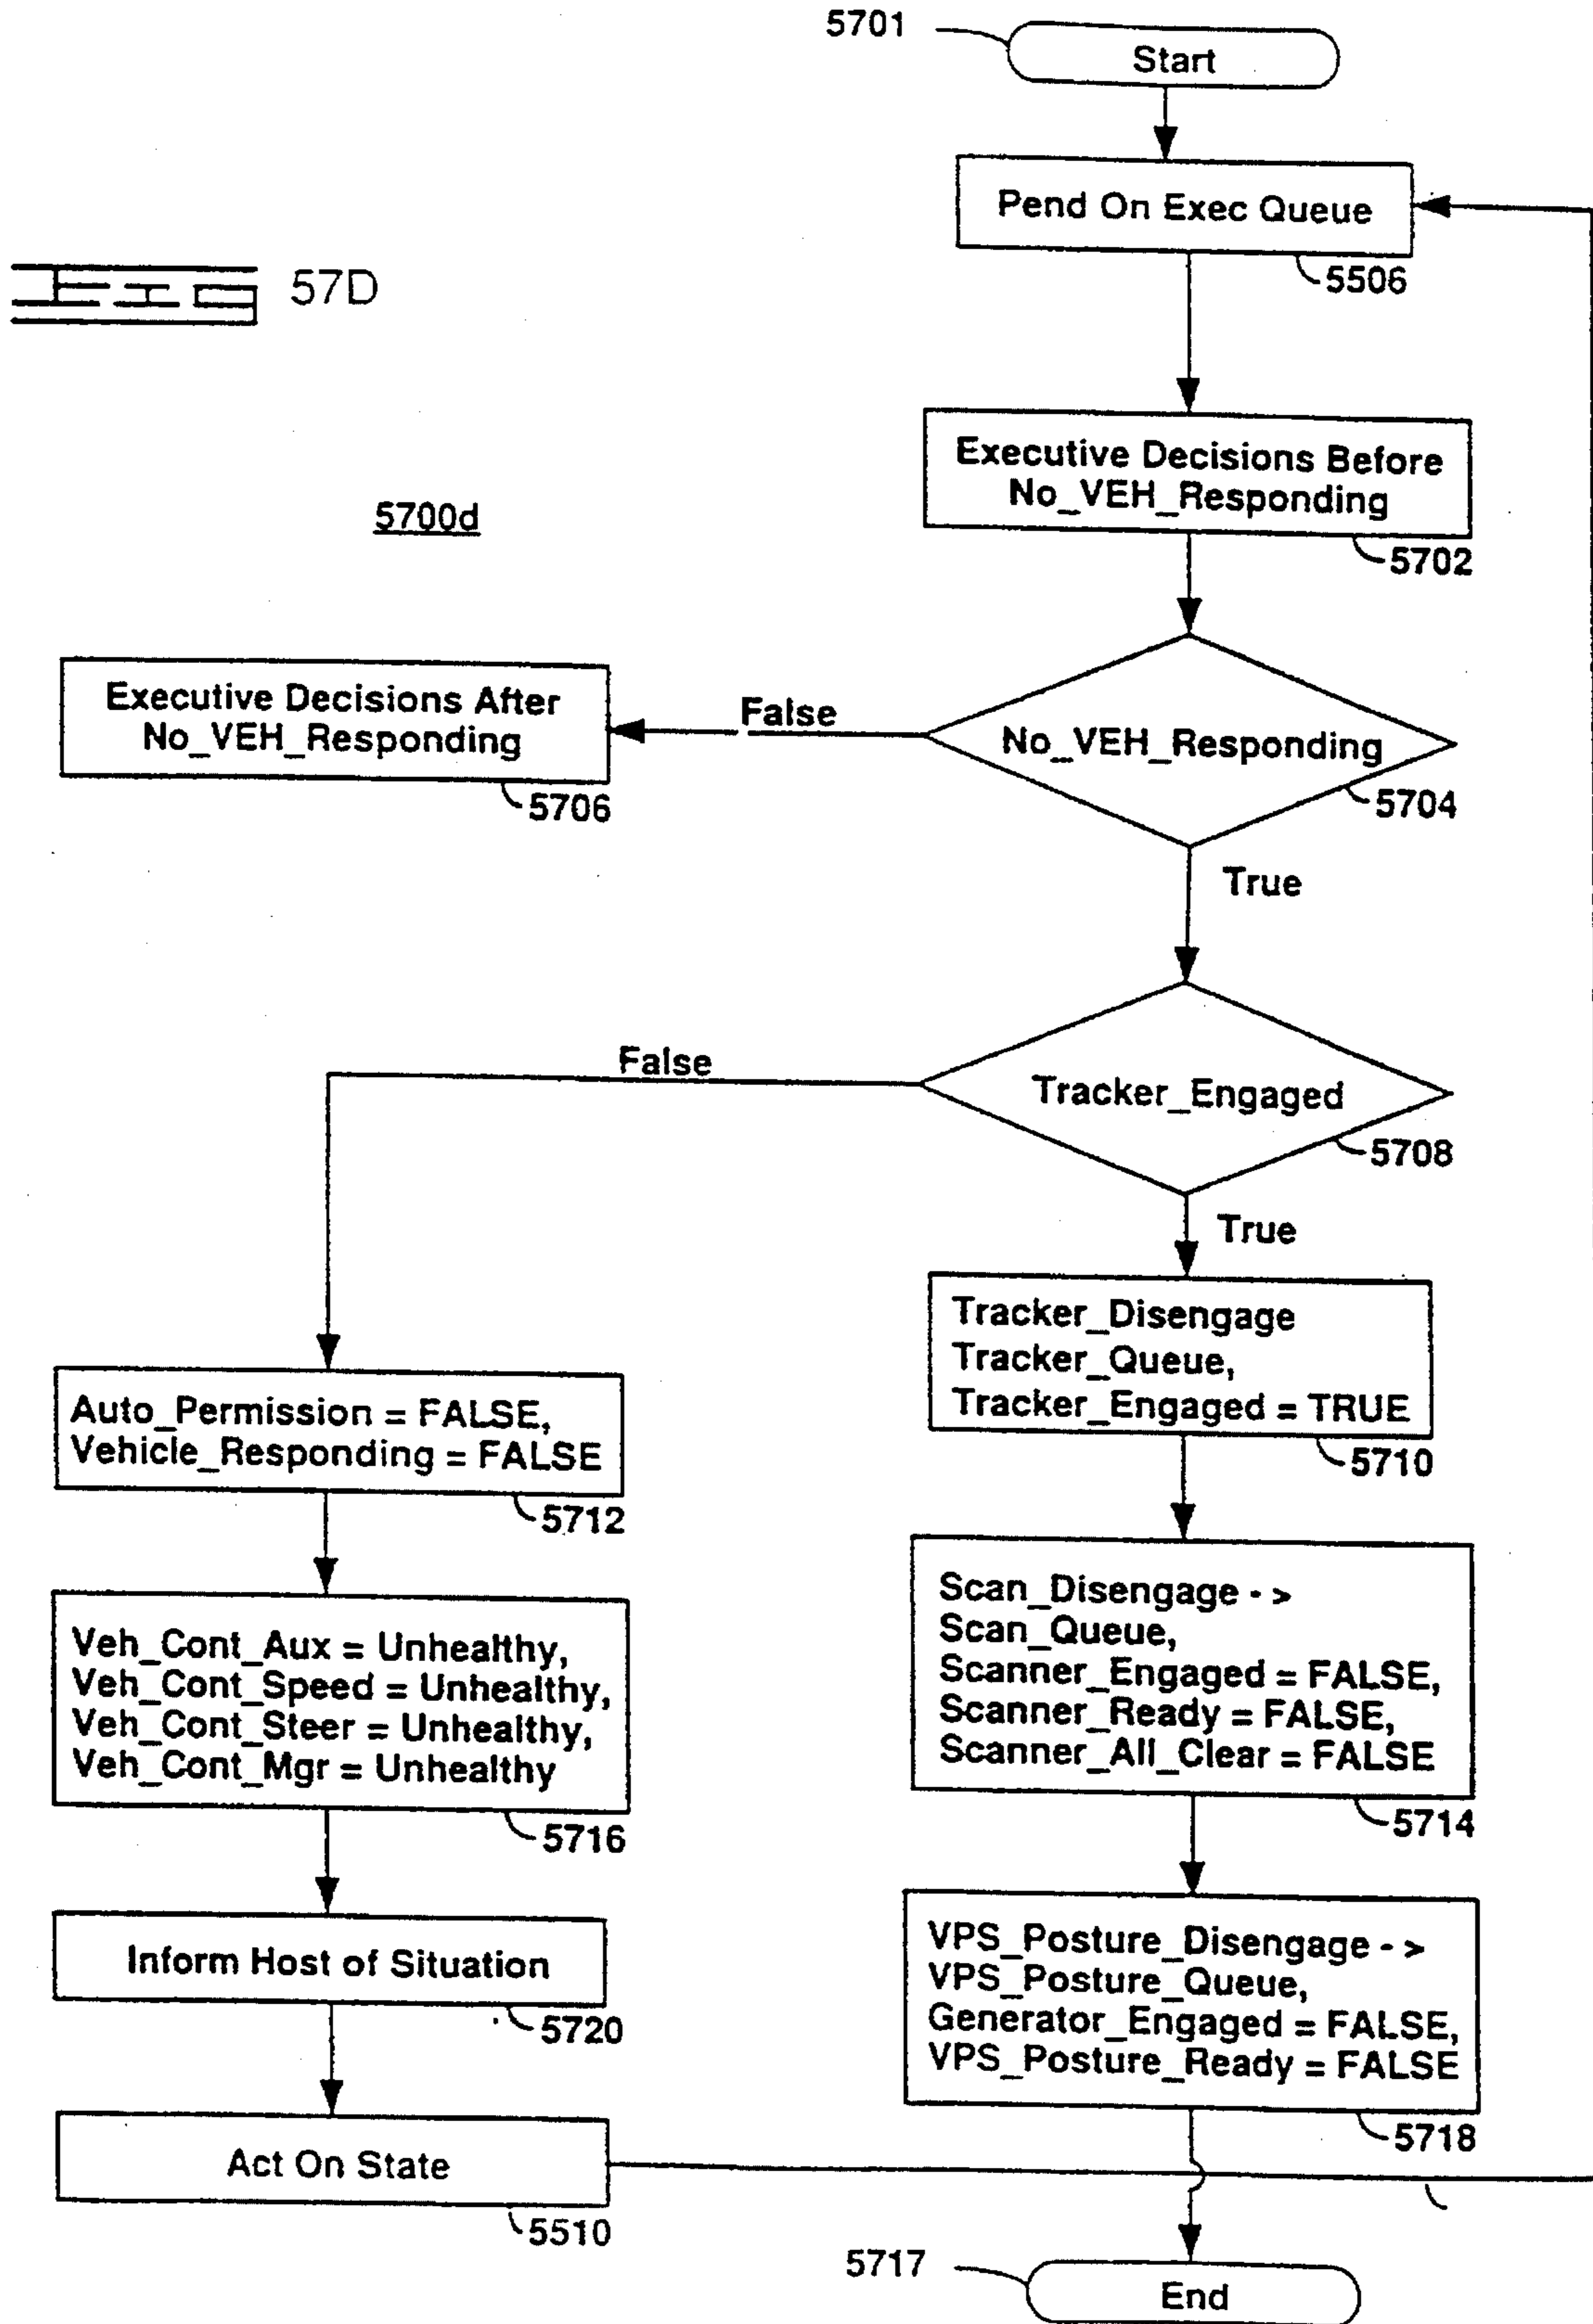 5701
Start
Pend On Exec Queue
5506
57D
Executive Decisions Before
No_VEH_Responding
5702
5700d
Executive Decisions After
No_VEH_Responding
5706
False
No_VEH_Responding
5704
True
False
Tracker_Engaged
5708
True
Tracker_Disengage
Tracker_Queue,
Tracker_Engaged = TRUE
5710
Auto_Permission = FALSE,
Vehicle_Responding = FALSE
5712
Scan_Disengage - >
Scan_Queue,
Scanner_Engaged = FALSE,
Scanner_Ready = FALSE,
Scanner_All_Clear = FALSE
5714
Veh_Cont_Aux = Unhealthy,
Veh_Cont_Speed = Unhealthy,
Veh_Cont_Steer = Unhealthy,
Veh_Cont_Mgr = Unhealthy
5716
VPS_Posture_Disengage - >
VPS_Posture_Queue,
Generator_Engaged = FALSE,
VPS_Posture_Ready = FALSE
5718
Inform Host of Situation
5720
Act On State
5510
5717
End